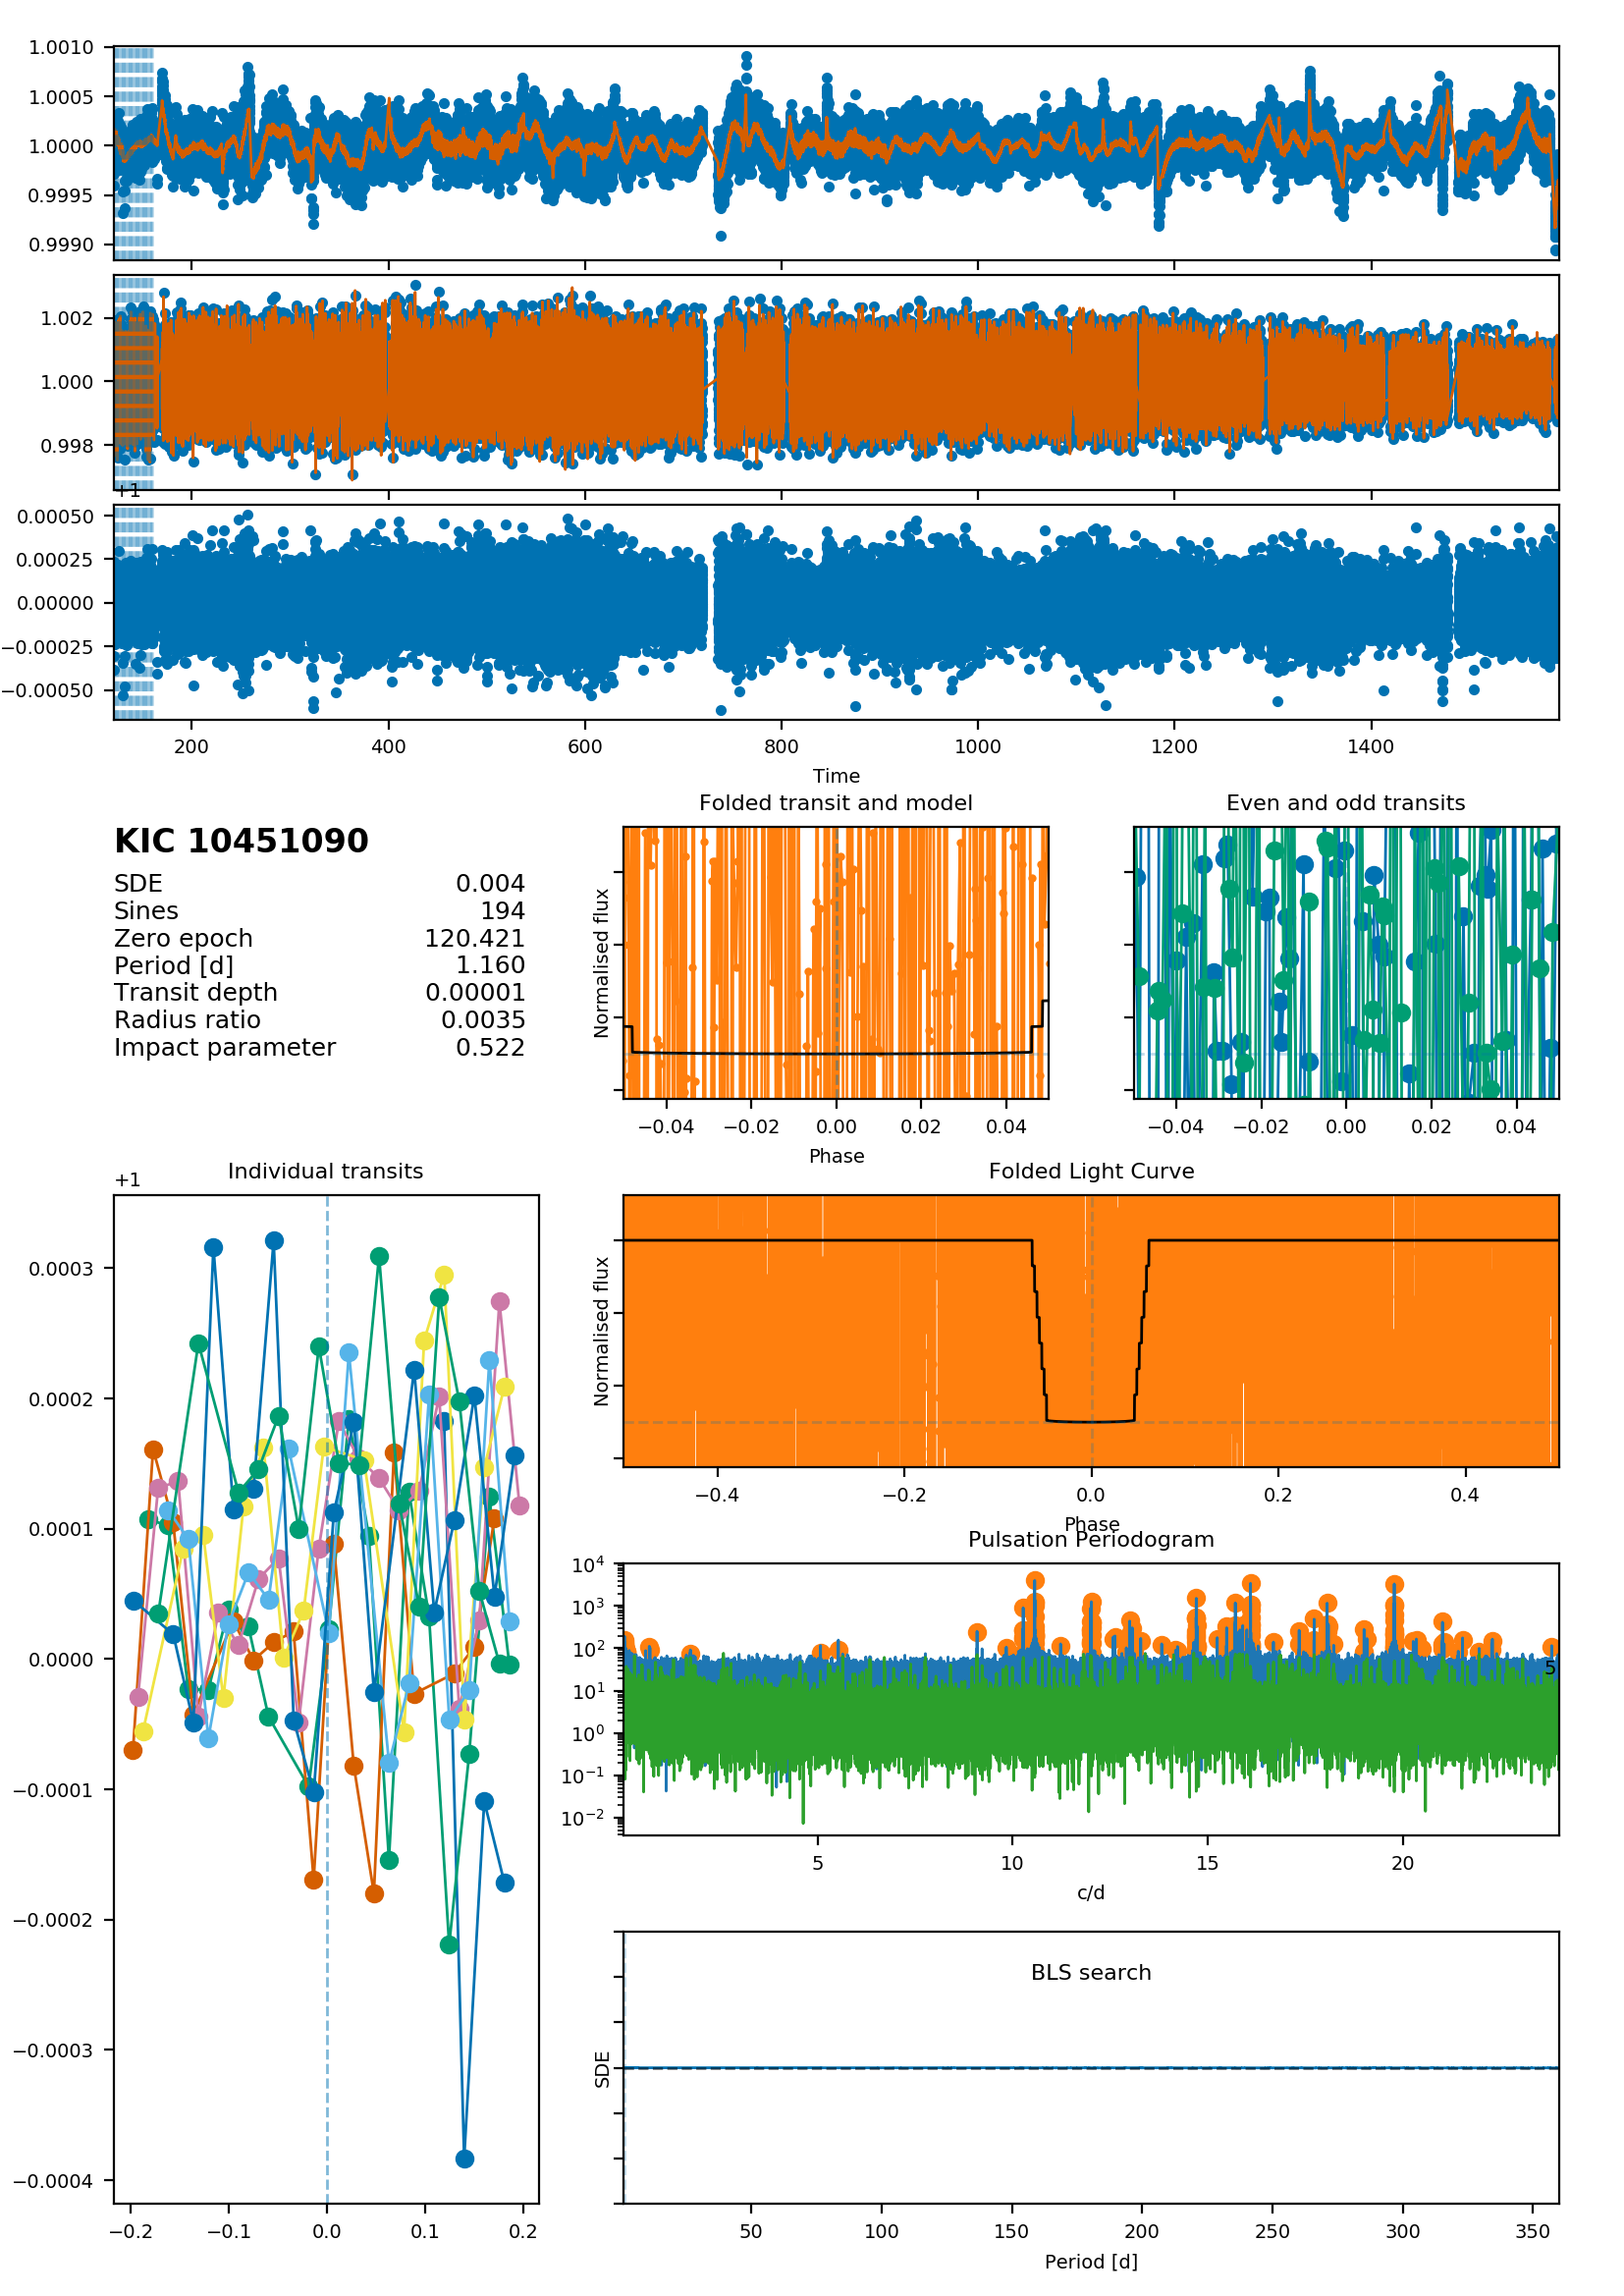 1.0010
1.0005
1.0000
0.9995
0.9990
1.002
1.000
0.998
+1
0.00050
0.00025
0.00000
−0.00025
−0.00050
200 400 600 800 1000 1200 1400
Time
KIC 10451090
SDE 0.004
Sines 194
Zero epoch 120.421
Period [d] 1.160
Transit depth 0.00001
Radius ratio 0.0035
Impact parameter 0.522
Folded transit and model
Normalised flux
−0.04 −0.02 0.00 0.02 0.04
Phase
Even and odd transits
−0.04 −0.02 0.00 0.02 0.04
Individual transits
+1
0.0003
0.0002
0.0001
0.0000
−0.0001
−0.0002
−0.0003
−0.0004
−0.2 −0.1 0.0 0.1 0.2
Folded Light Curve
Normalised flux
−0.4 −0.2 0.0 0.2 0.4
Phase
Pulsation Periodogram
10⁴
10³
10²
10¹
10⁰
10⁻¹
10⁻²
5
5 10 15 20
c/d
BLS search
SDE
50 100 150 200 250 300 350
Period [d]